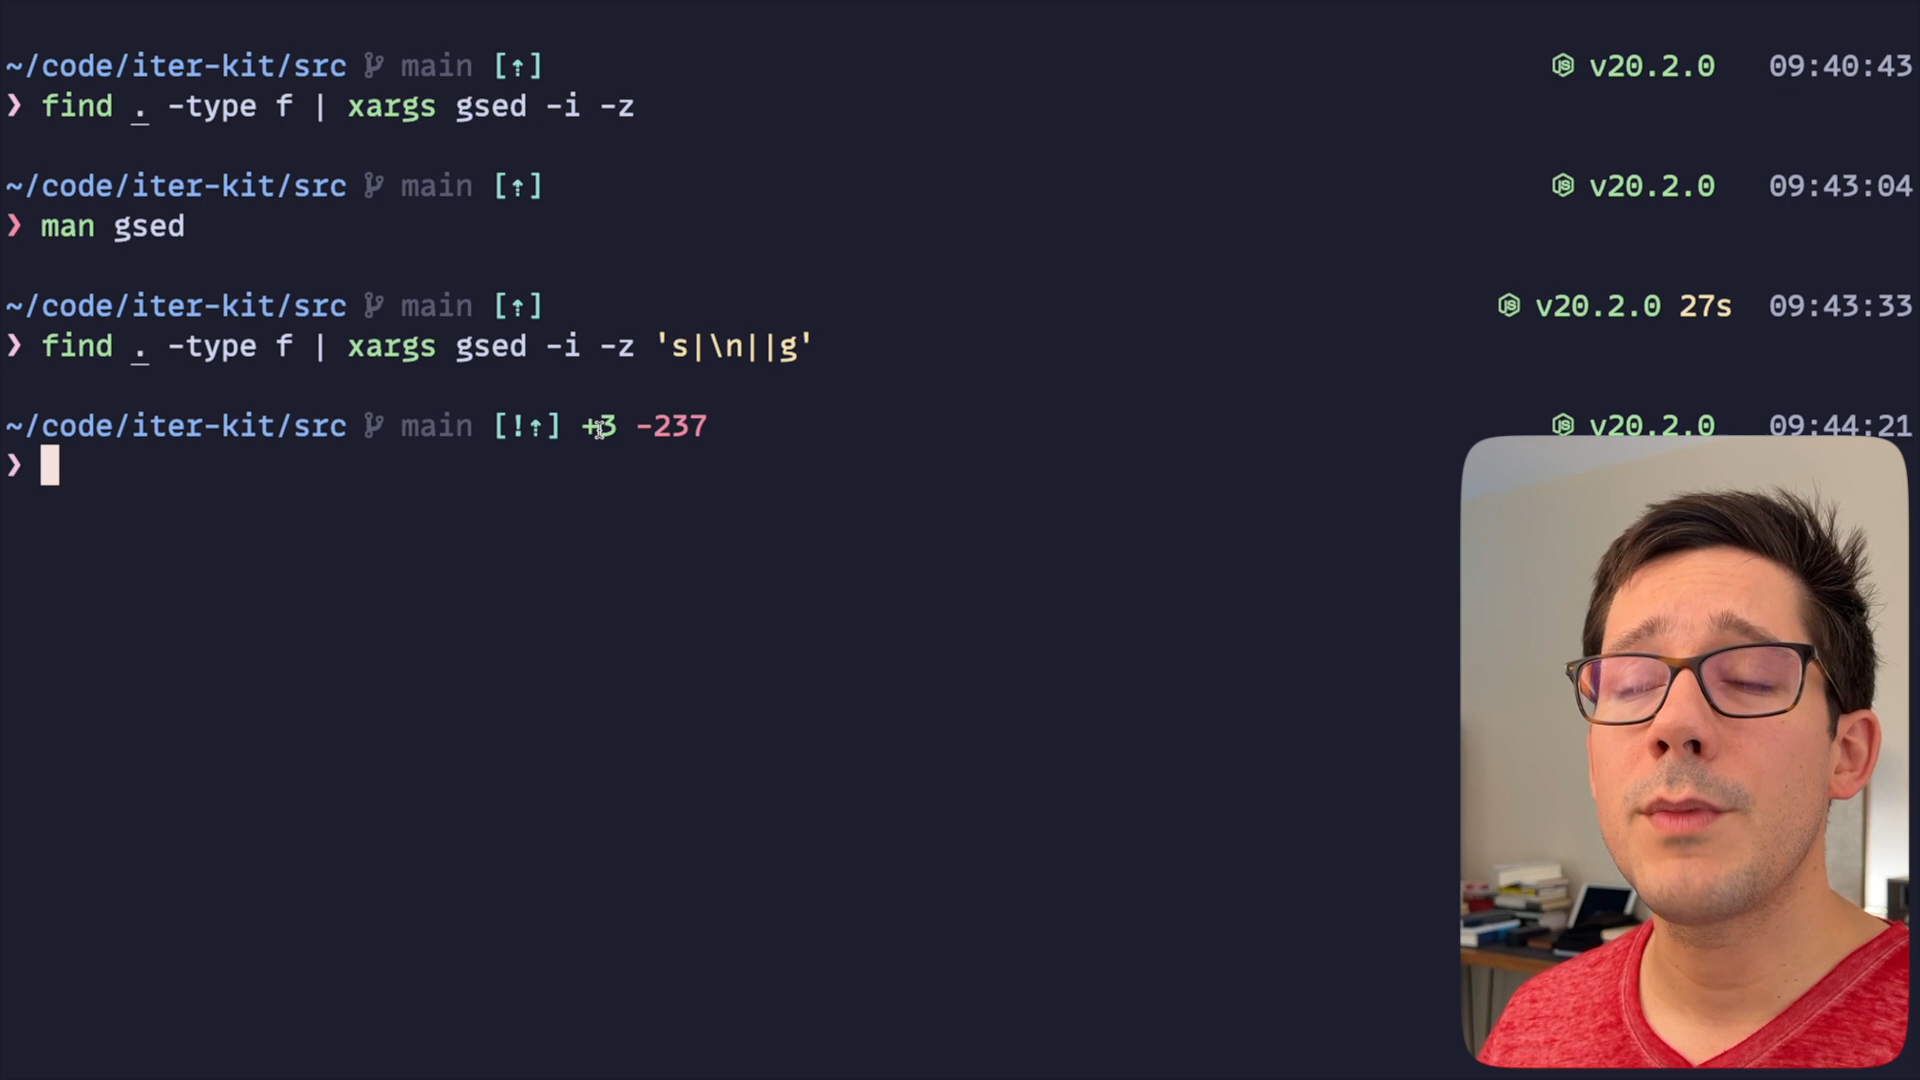 ~/code/iter-kit/src main [⇡] v20.2.0 09:40:43
❯ find . -type f | xargs gsed -i -z
~/code/iter-kit/src main [⇡] v20.2.0 09:43:04
❯ man gsed
~/code/iter-kit/src main [⇡] v20.2.0 27s 09:43:33
❯ find . -type f | xargs gsed -i -z 's|\n||g'
~/code/iter-kit/src main [!⇡] +3 -237 v20.2.0 09:44:21
❯